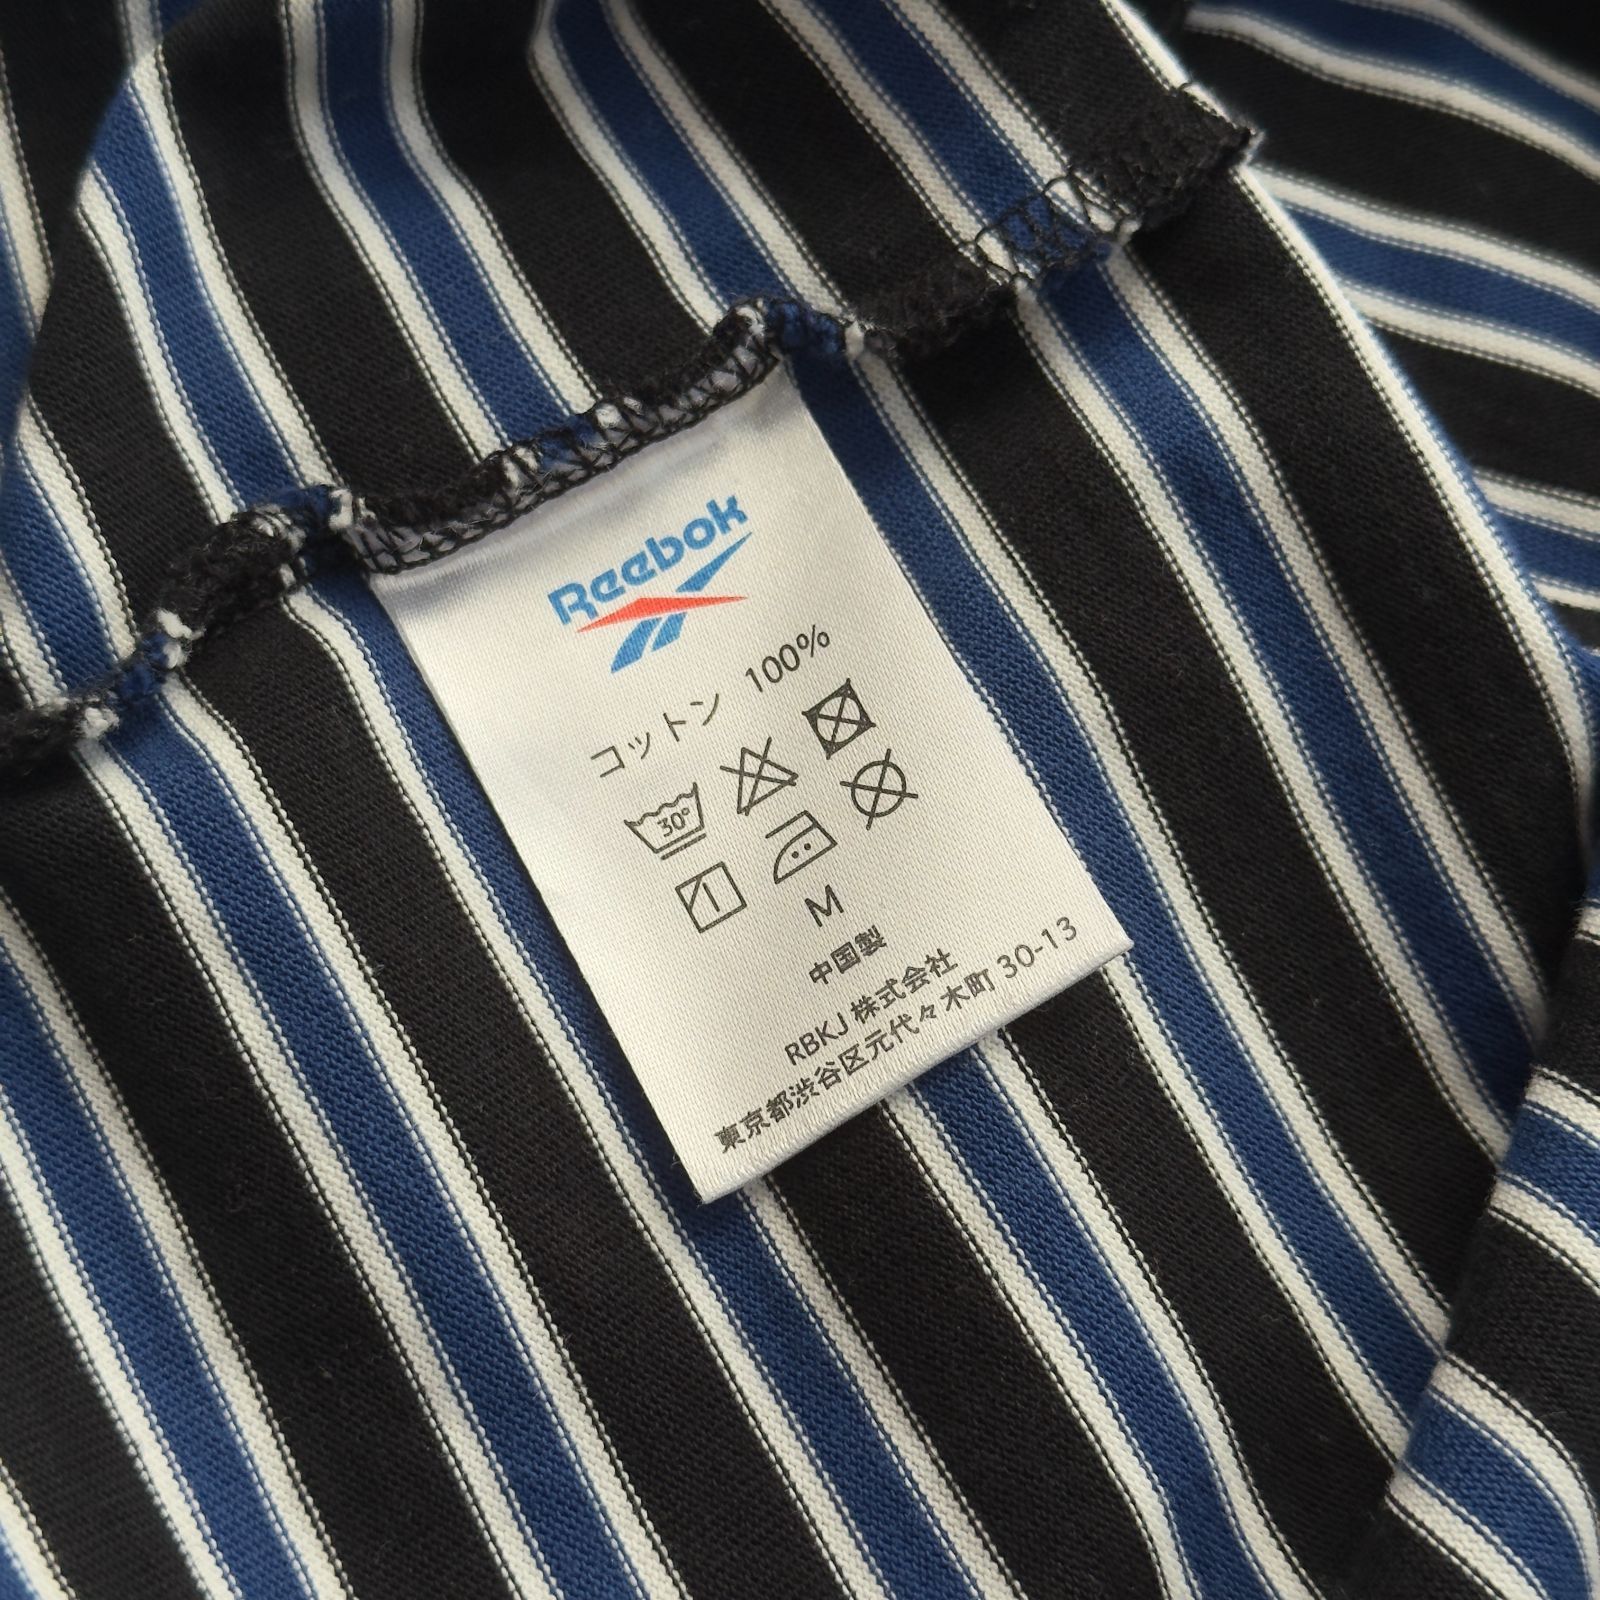 Reebok
コットン 100%
30°
M
中国製
RBKJ 株式会社
東京都渋谷区元代々木町 30-13